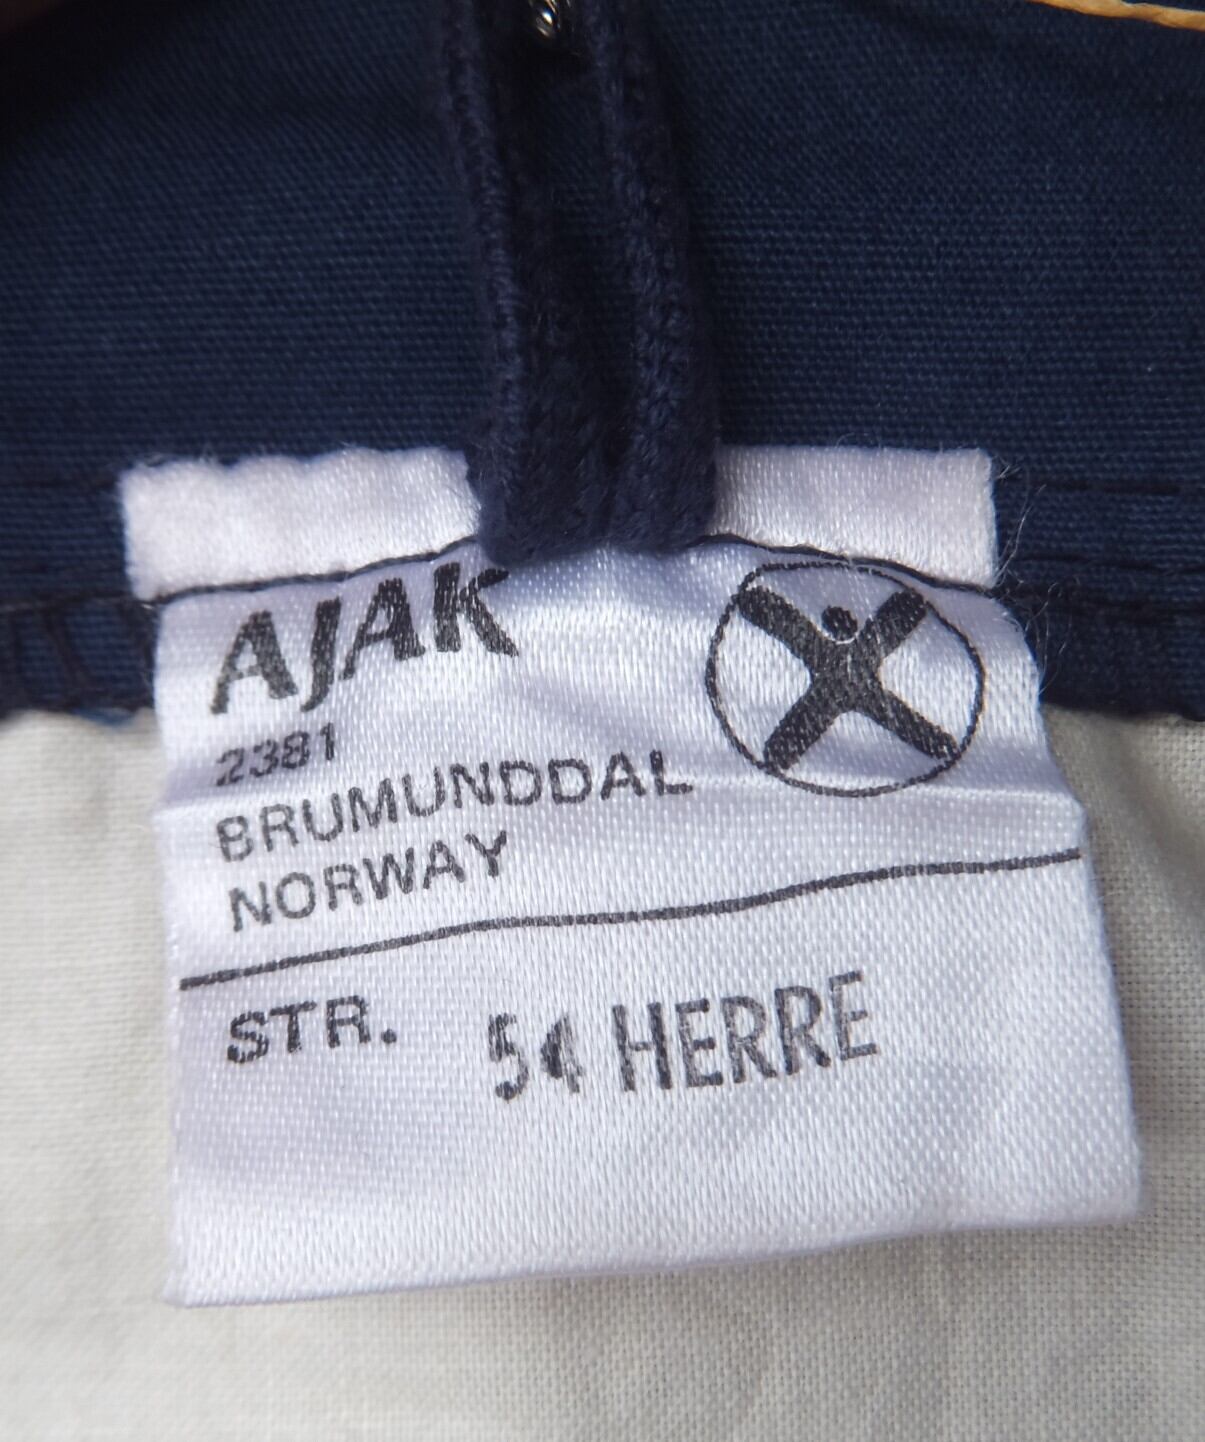 AJAK
2381
BRUMUNDDAL
NORWAY
STR. 54 HERRE